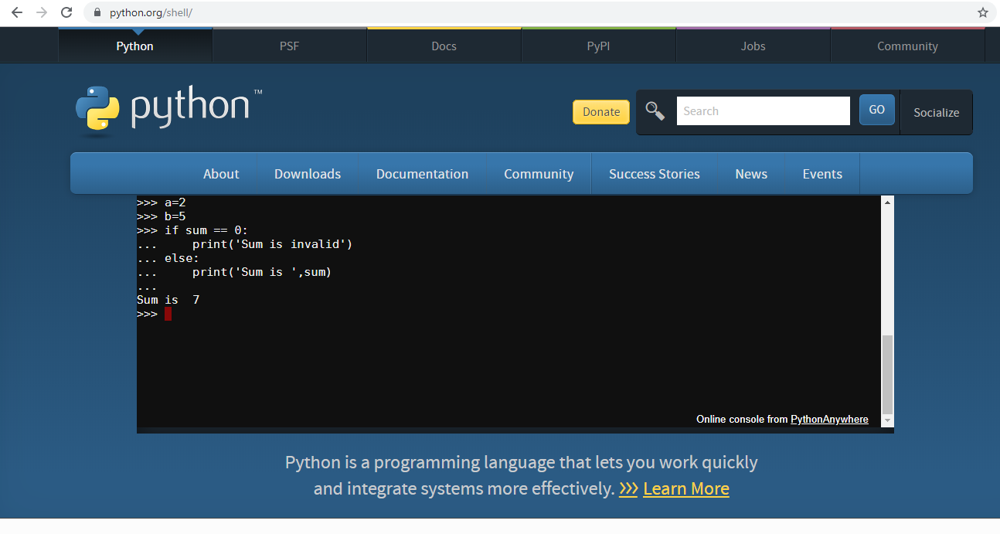 python.org/shell/
Python PSF Docs PyPI Jobs Community
python™
Donate Search GO Socialize
About Downloads Documentation Community Success Stories News Events
>>> a=2
>>> b=5
>>> if sum == 0:
...     print('Sum is invalid')
... else:
...     print('Sum is ',sum)
...
Sum is  7
>>>
Online console from PythonAnywhere
Python is a programming language that lets you work quickly
and integrate systems more effectively. >>> Learn More